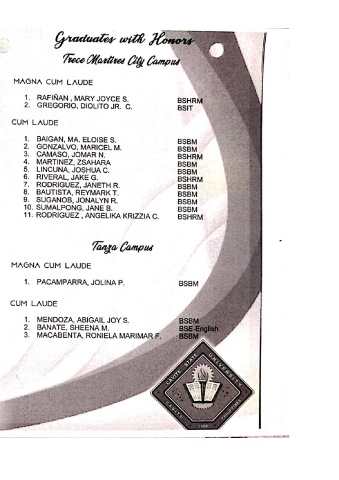 Graduates with Honors
Trece Martires City Campus
MAGNA CUM LAUDE
1. RAFIÑAN , MARY JOYCE S. BSHRM
2. GREGORIO, DIOLITO JR. C. BSIT
CUM LAUDE
1. BAIGAN, MA. ELOISE S. BSBM
2. GONZALVO, MARICEL M. BSBM
3. CAMASO, JOMAR N. BSHRM
4. MARTINEZ, ZSAHARA BSBM
5. LINCUNA, JOSHUA C. BSBM
6. RIVERAL, JAKE G. BSHRM
7. RODRIGUEZ, JANETH R. BSBM
8. BAUTISTA, REYMARK T. BSBM
9. SUGANOB, JONALYN R. BSBM
10. SUMALPONG, JANE B. BSBM
11. RODRIGUEZ , ANGELIKA KRIZZIA C. BSHRM
Tanza Campus
MAGNA CUM LAUDE
1. PACAMPARRA, JOLINA P. BSBM
CUM LAUDE
1. MENDOZA, ABIGAIL JOY S. BSBM
2. BANATE, SHEENA M. BSE-English
3. MACABENTA, RONIELA MARIMAR F. BSBM
CAVITE STATE UNIVERSITY
CAVITE PHILIPPINES
1906